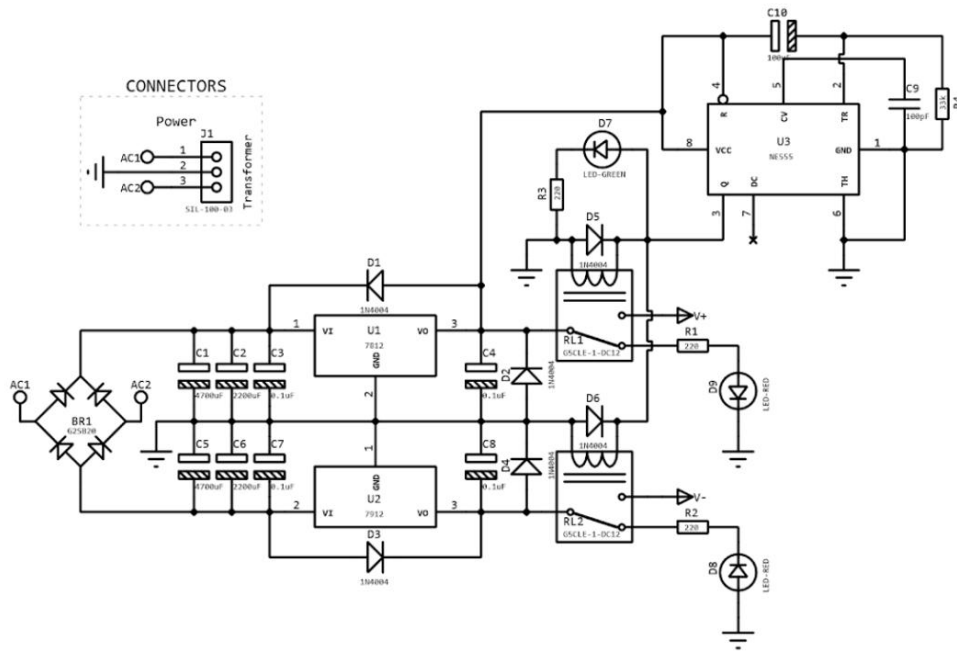 CONNECTORS
Power
J1
AC1
1
2
AC2
3
Transformer
SIL-100-03
C10
100uF
4
5
2
C9
100pF
R4
33k
R
CV
TR
U3
8
VCC
NE555
GND
1
Q
DC
TH
3
7
6
D7
LED-GREEN
R3
220
D5
1N4004
D1
1N4004
1
VI
U1
VO
3
7812
GND
2
RL1
G5CLE-1-DC12
V+
R1
220
D9
LED-RED
C1
4700uF
C2
2200uF
C3
0.1uF
C4
0.1uF
D2
1N4004
AC1
AC2
BR1
D6
1N4004
C5
4700uF
C6
2200uF
C7
0.1uF
C8
0.1uF
D4
1N4004
1
GND
U2
2
VI
VO
3
7912
RL2
G5CLE-1-DC12
V-
R2
220
D8
LED-RED
D3
1N4004